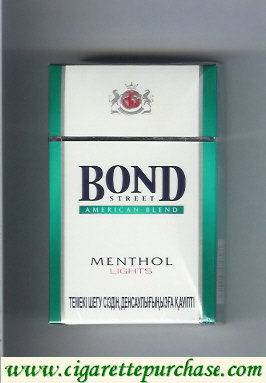 BOND
STREET
AMERICAN BLEND
MENTHOL
LIGHTS
ТЕМЕКІ ШЕГУ СІЗДІҢ ДЕНСАУЛЫҒЫҢЫЗҒА ҚАУІПТІ
www.cigarettepurchase.com